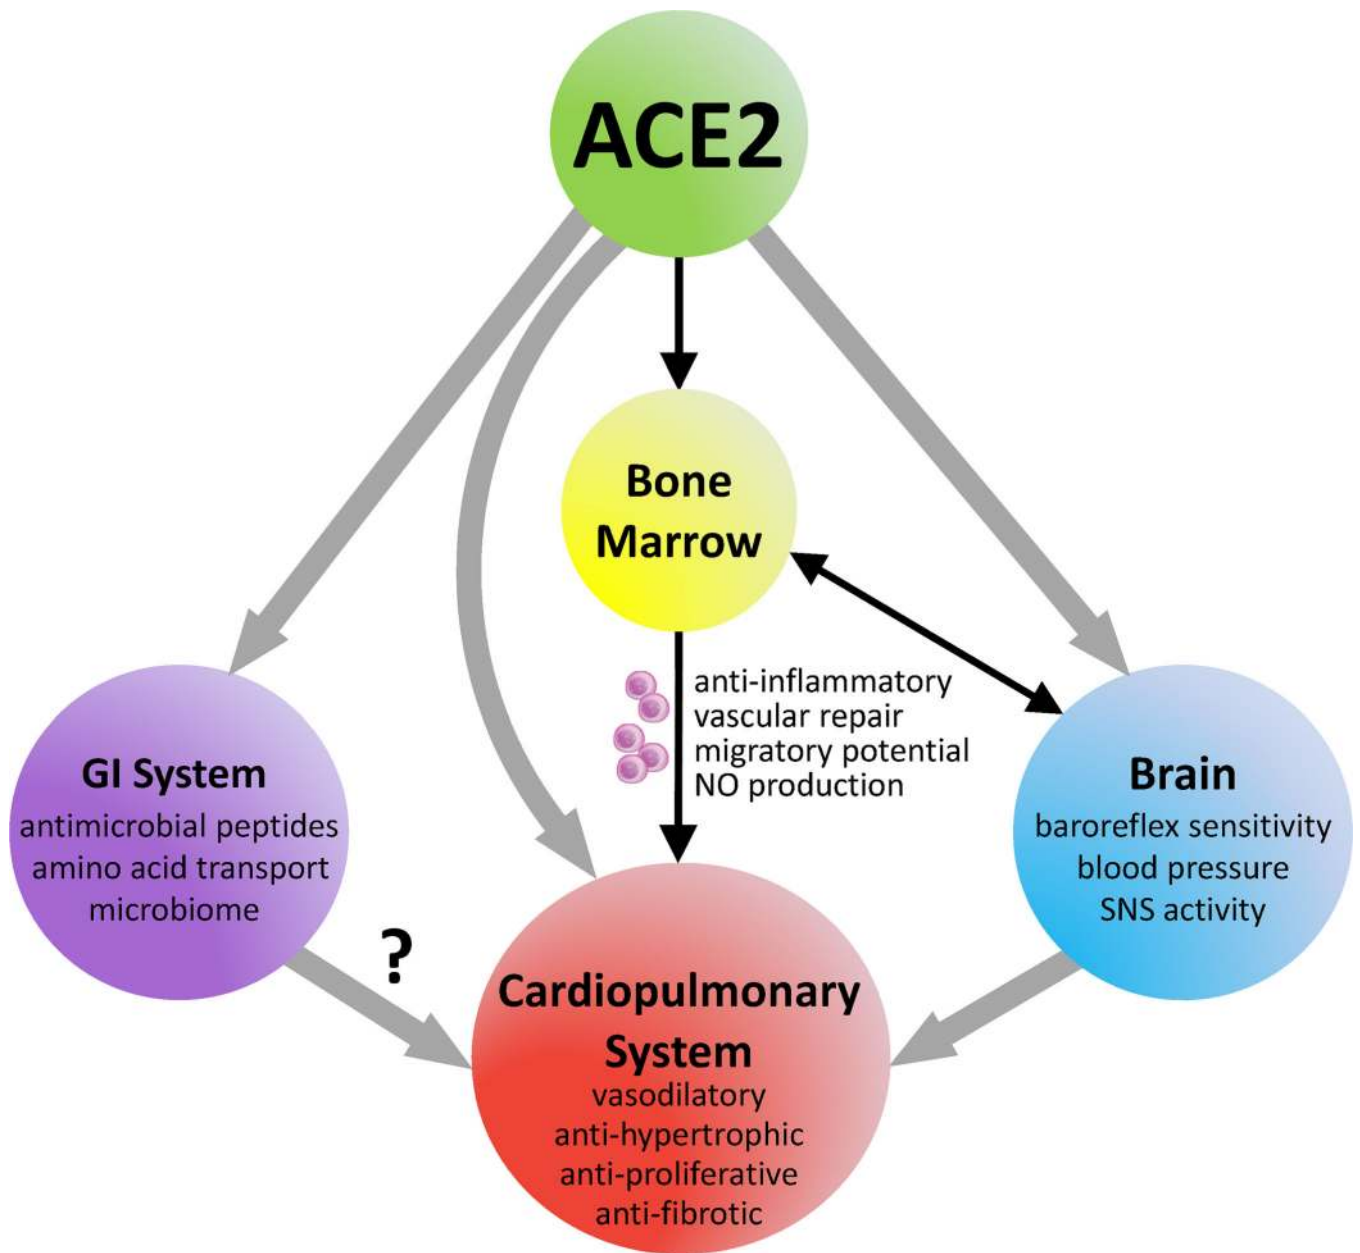 ACE2
Bone
Marrow
anti-inflammatory
vascular repair
migratory potential
NO production
GI System
antimicrobial peptides
amino acid transport
microbiome
Brain
baroreflex sensitivity
blood pressure
SNS activity
?
Cardiopulmonary
System
vasodilatory
anti-hypertrophic
anti-proliferative
anti-fibrotic